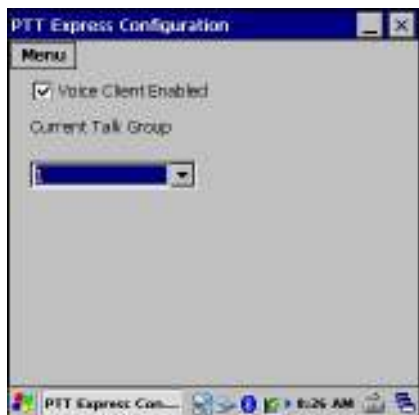 PTT Express Configuration
Menu
Voice Client Enabled
Current Talk Group
1
PTT Express Con...
8:26 AM